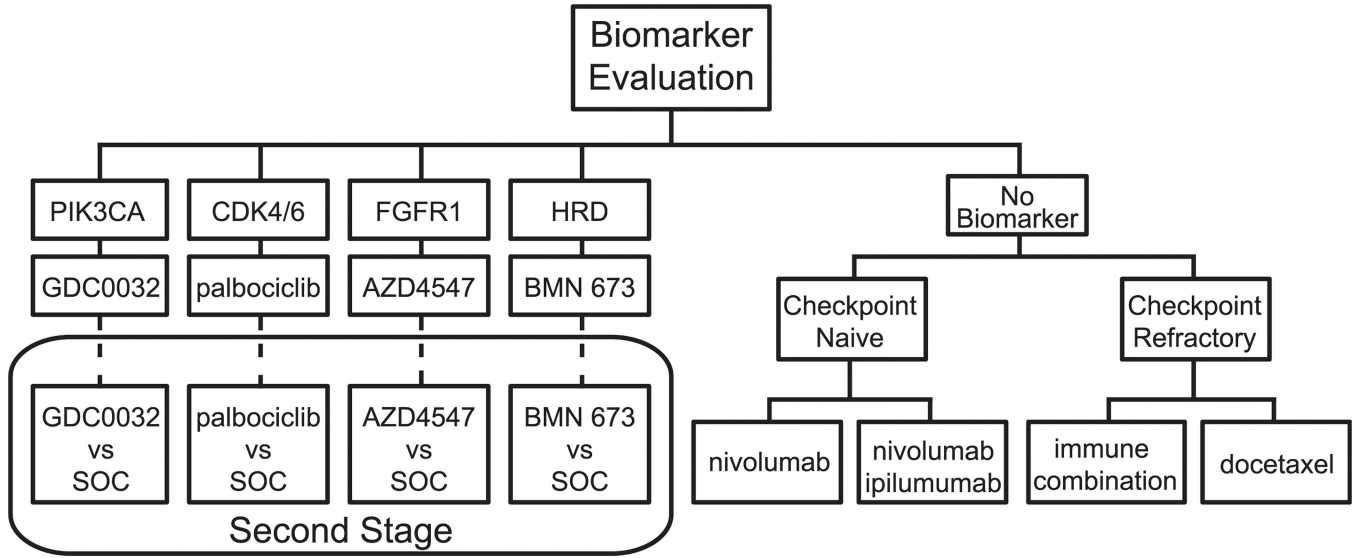 Biomarker
Evaluation
PIK3CA
CDK4/6
FGFR1
HRD
No
Biomarker
GDC0032
palbociclib
AZD4547
BMN 673
Checkpoint
Naive
Checkpoint
Refractory
GDC0032
vs
SOC
palbociclib
vs
SOC
AZD4547
vs
SOC
BMN 673
vs
SOC
nivolumab
nivolumab
ipilumumab
immune
combination
docetaxel
Second Stage